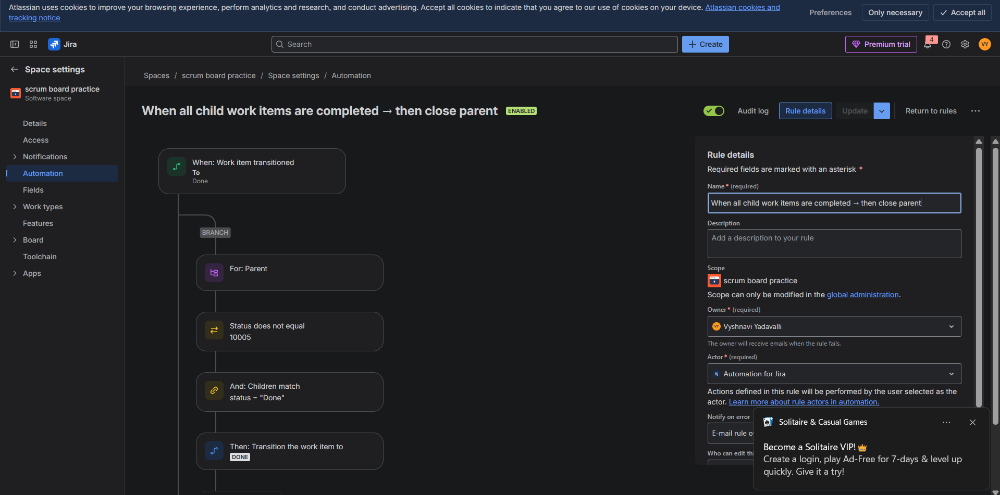 Atlassian uses cookies to improve your browsing experience, perform analytics and research, and conduct advertising. Accept all cookies to indicate that you agree to our use of cookies on your device. Atlassian cookies and
tracking notice
Preferences
Only necessary
Accept all
Jira
Search
Create
Premium trial
4
VY
Space settings
scrum board practice
Software space
Details
Access
Notifications
Automation
Fields
Work types
Features
Board
Toolchain
Apps
Spaces / scrum board practice / Space settings / Automation
When all child work items are completed → then close parent ENABLED
Audit log
Rule details
Update
Return to rules
When: Work item transitioned
To
Done
BRANCH
For: Parent
Status does not equal
10005
And: Children match
status = "Done"
Then: Transition the work item to
DONE
Rule details
Required fields are marked with an asterisk *
Name * (required)
When all child work items are completed → then close parent
Description
Add a description to your rule
Scope
scrum board practice
Scope can only be modified in the global administration.
Owner * (required)
VY Vyshnavi Yadavalli
The owner will receive emails when the rule fails.
Actor * (required)
AJ Automation for Jira
Actions defined in this rule will be performed by the user selected as the
actor. Learn more about rule actors in automation.
Notify on error
E-mail rule o
Who can edit thi
Solitaire & Casual Games
Become a Solitaire VIP!👑
Create a login, play Ad-Free for 7-days & level up
quickly. Give it a try!